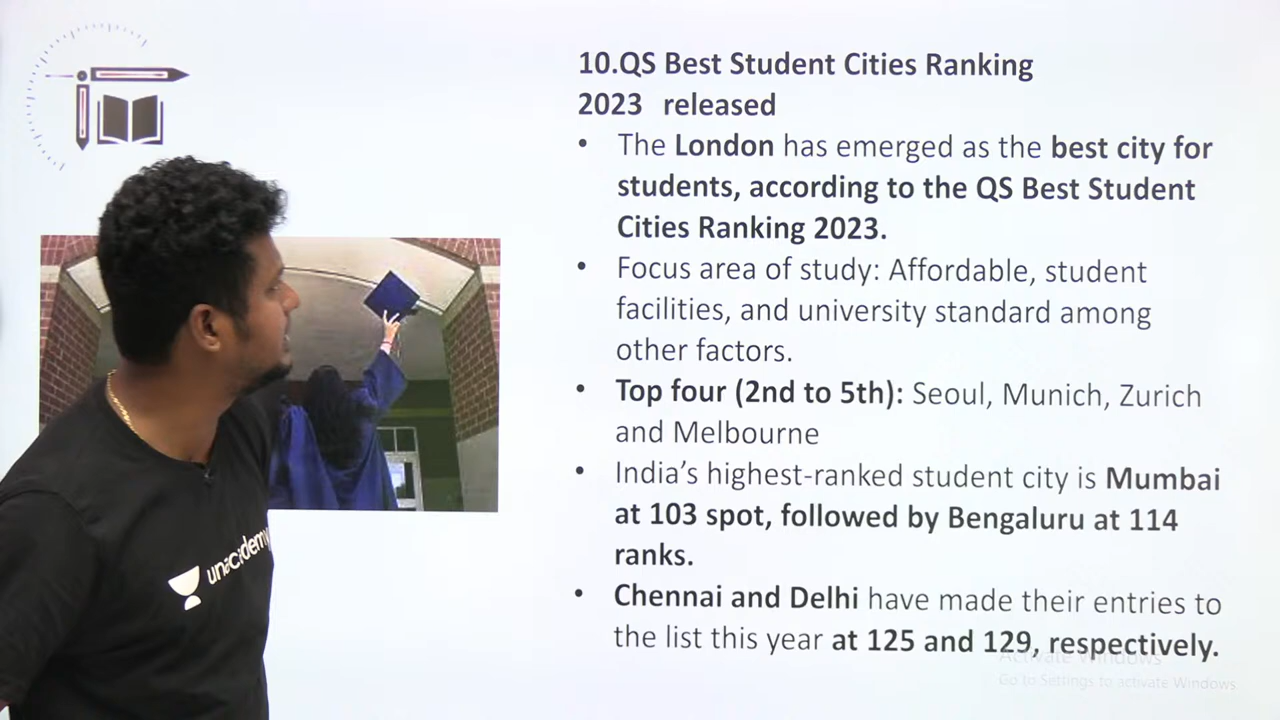 10.QS Best Student Cities Ranking
2023 released
• The London has emerged as the best city for
students, according to the QS Best Student
Cities Ranking 2023.
• Focus area of study: Affordable, student
facilities, and university standard among
other factors.
• Top four (2nd to 5th): Seoul, Munich, Zurich
and Melbourne
• India’s highest-ranked student city is Mumbai
at 103 spot, followed by Bengaluru at 114
ranks.
• Chennai and Delhi have made their entries to
the list this year at 125 and 129, respectively.
Activate Windows
Go to Settings to activate Windows.
unacademy